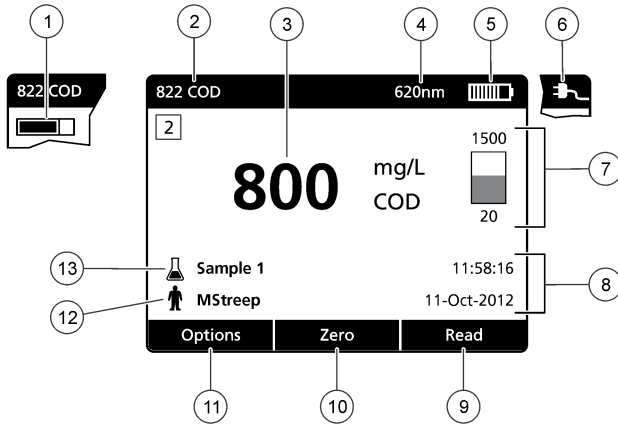 1
2
3
4
5
6
822 COD
822 COD
620nm
2
800
mg/L
COD
1500
20
7
13
Sample 1
11:58:16
8
12
MStreep
11-Oct-2012
Options
Zero
Read
11
10
9